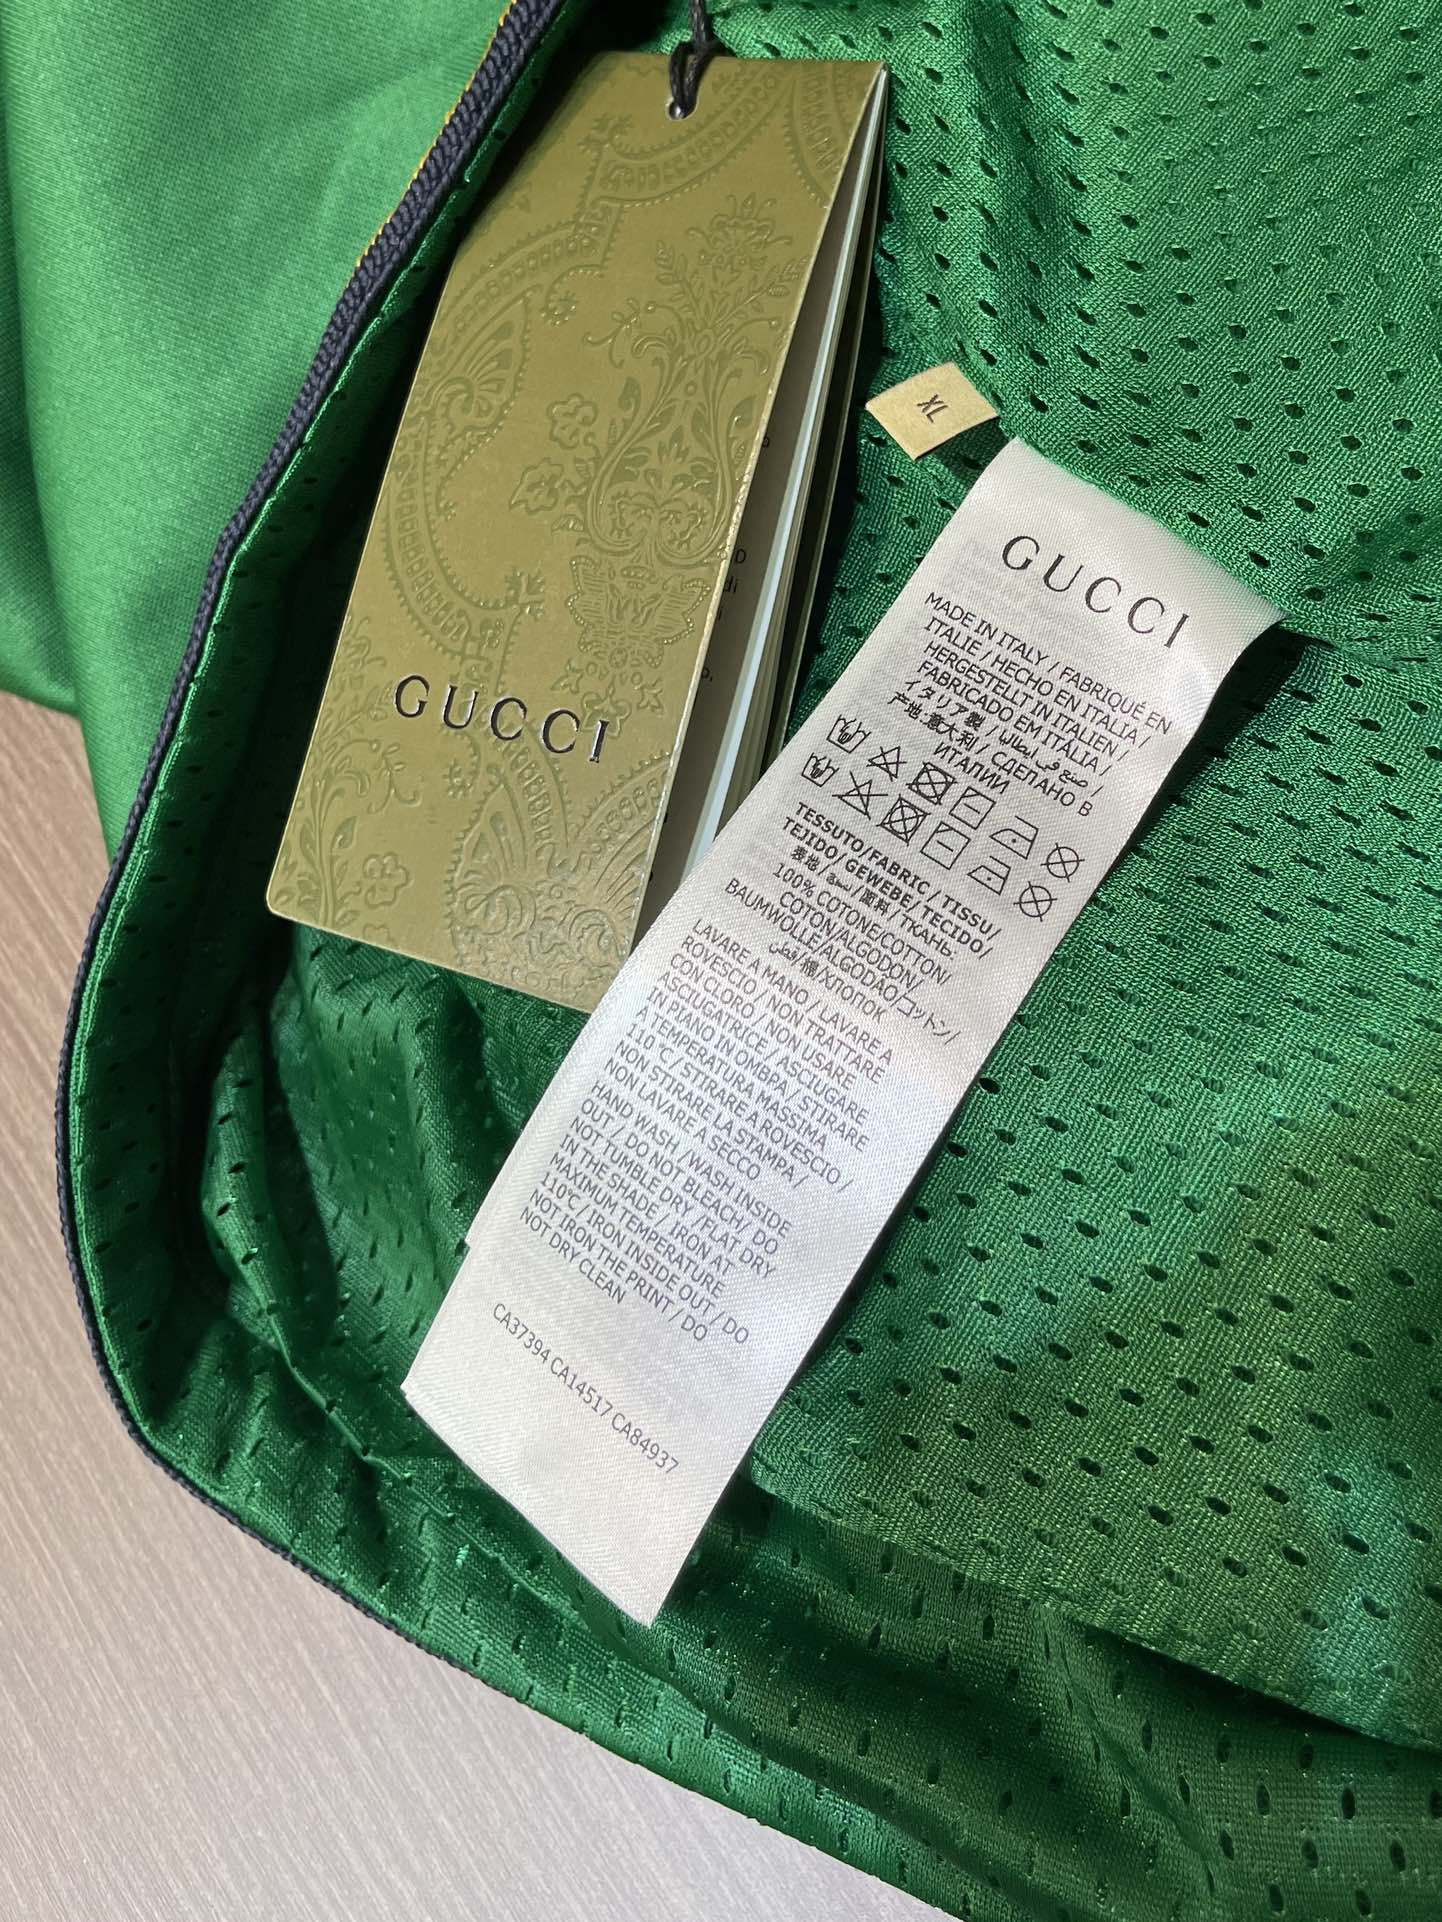 GUCCI
XL
GUCCI
MADE IN ITALY / FABRIQUÉ EN
ITALIE / HECHO EN ITALIA /
HERGESTELLT IN ITALIEN /
FABRICADO EM ITÁLIA /
イタリア製 / صنع في ايطاليا /
产地:意大利 / СДЕЛАНО В
ИТАЛИИ
TESSUTO/FABRIC / TISSU/
TEJIDO/ GEWEBE/ TECIDO/
表地 / نسيج / 面料 / ТКАНЬ:
100% COTONE/COTTON/
COTON/ALGODON/
BAUMWOLLE/ALGODÃO/コットン/
قطن/棉/ХЛОПОК
LAVARE A MANO / LAVARE A
ROVESCIO / NON TRATTARE
CON CLORO / NON USARE
ASCIUGATRICE / ASCIUGARE
IN PIANO IN OMBRA / STIRARE
A TEMPERATURA MASSIMA
110°C / STIRARE A ROVESCIO /
NON STIRARE LA STAMPA /
NON LAVARE A SECCO
HAND WASH / WASH INSIDE
OUT / DO NOT BLEACH/ DO
NOT TUMBLE DRY /FLAT DRY
IN THE SHADE / IRON AT
MAXIMUM TEMPERATURE
110°C / IRON INSIDE OUT / DO
NOT IRON THE PRINT / DO
NOT DRY CLEAN
CA37394 CA14517 CA84937